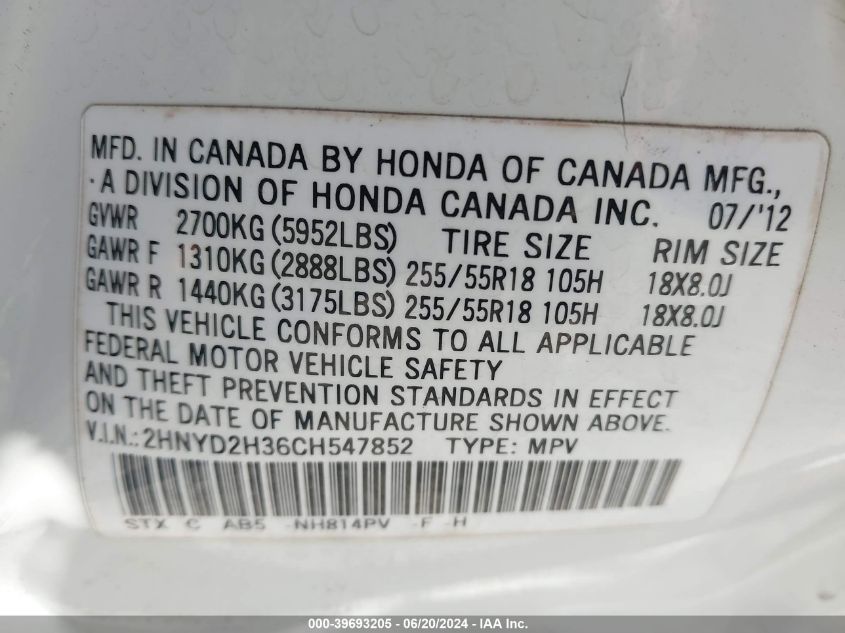 MFD. IN CANADA BY HONDA OF CANADA MFG.,
A DIVISION OF HONDA CANADA INC. 07/'12
GVWR 2700KG (5952LBS) TIRE SIZE RIM SIZE
GAWR F 1310KG (2888LBS) 255/55R18 105H 18X8.0J
GAWR R 1440KG (3175LBS) 255/55R18 105H 18X8.0J
THIS VEHICLE CONFORMS TO ALL APPLICABLE
FEDERAL MOTOR VEHICLE SAFETY
AND THEFT PREVENTION STANDARDS IN EFFECT
ON THE DATE OF MANUFACTURE SHOWN ABOVE.
V.I.N.: 2HNYD2H36CH547852 TYPE: MPV
STX C AB5 -NH814PV -F -H
000-39693205 - 06/20/2024 - IAA Inc.